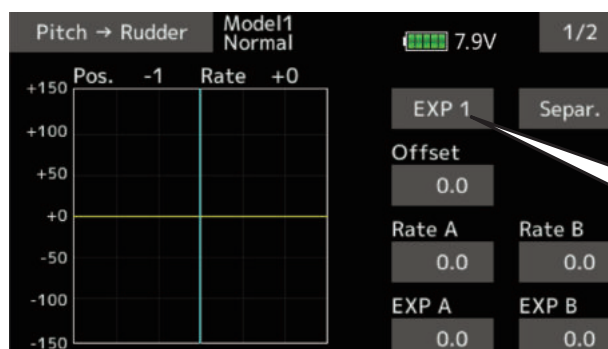 Pitch → Rudder Model1 7.9V 1/2
Normal
Pos. -1 Rate +0
+150
+100
+50
+0
-50
-100
-150
EXP 1 Separ.
Offset
0.0
Rate A Rate B
0.0 0.0
EXP A EXP B
0.0 0.0